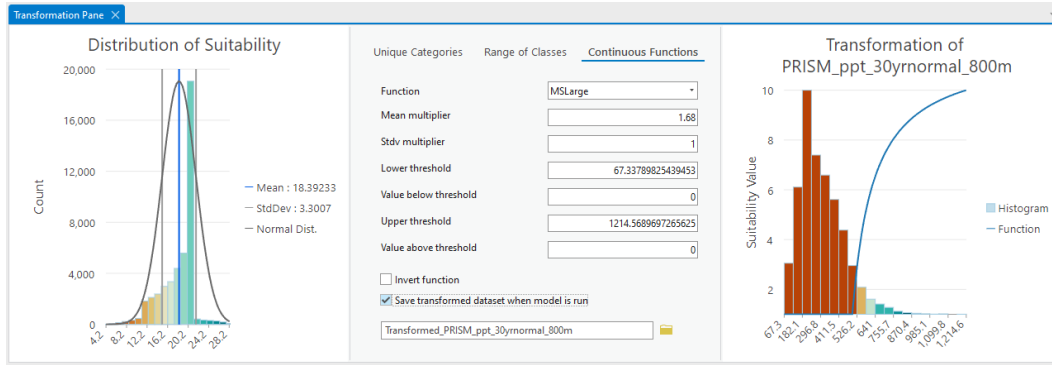 Transformation Pane
Distribution of Suitability
20,000
16,000
12,000
8,000
4,000
0
Count
4.2
8.2
12.2
16.2
20.2
24.2
28.2
Mean : 18.39233
StdDev : 3.3007
Normal Dist.
Unique Categories
Range of Classes
Continuous Functions
Function
MSLarge
Mean multiplier
1.68
Stdv multiplier
1
Lower threshold
67.33789825439453
Value below threshold
0
Upper threshold
1214.5689697265625
Value above threshold
0
Invert function
Save transformed dataset when model is run
Transformed_PRISM_ppt_30yrnormal_800m
Transformation of
PRISM_ppt_30yrnormal_800m
10
8
6
4
2
Suitability Value
67.3
182.1
296.8
411.5
526.2
641
755.7
870.4
985.1
1,099.8
1,214.6
Histogram
Function